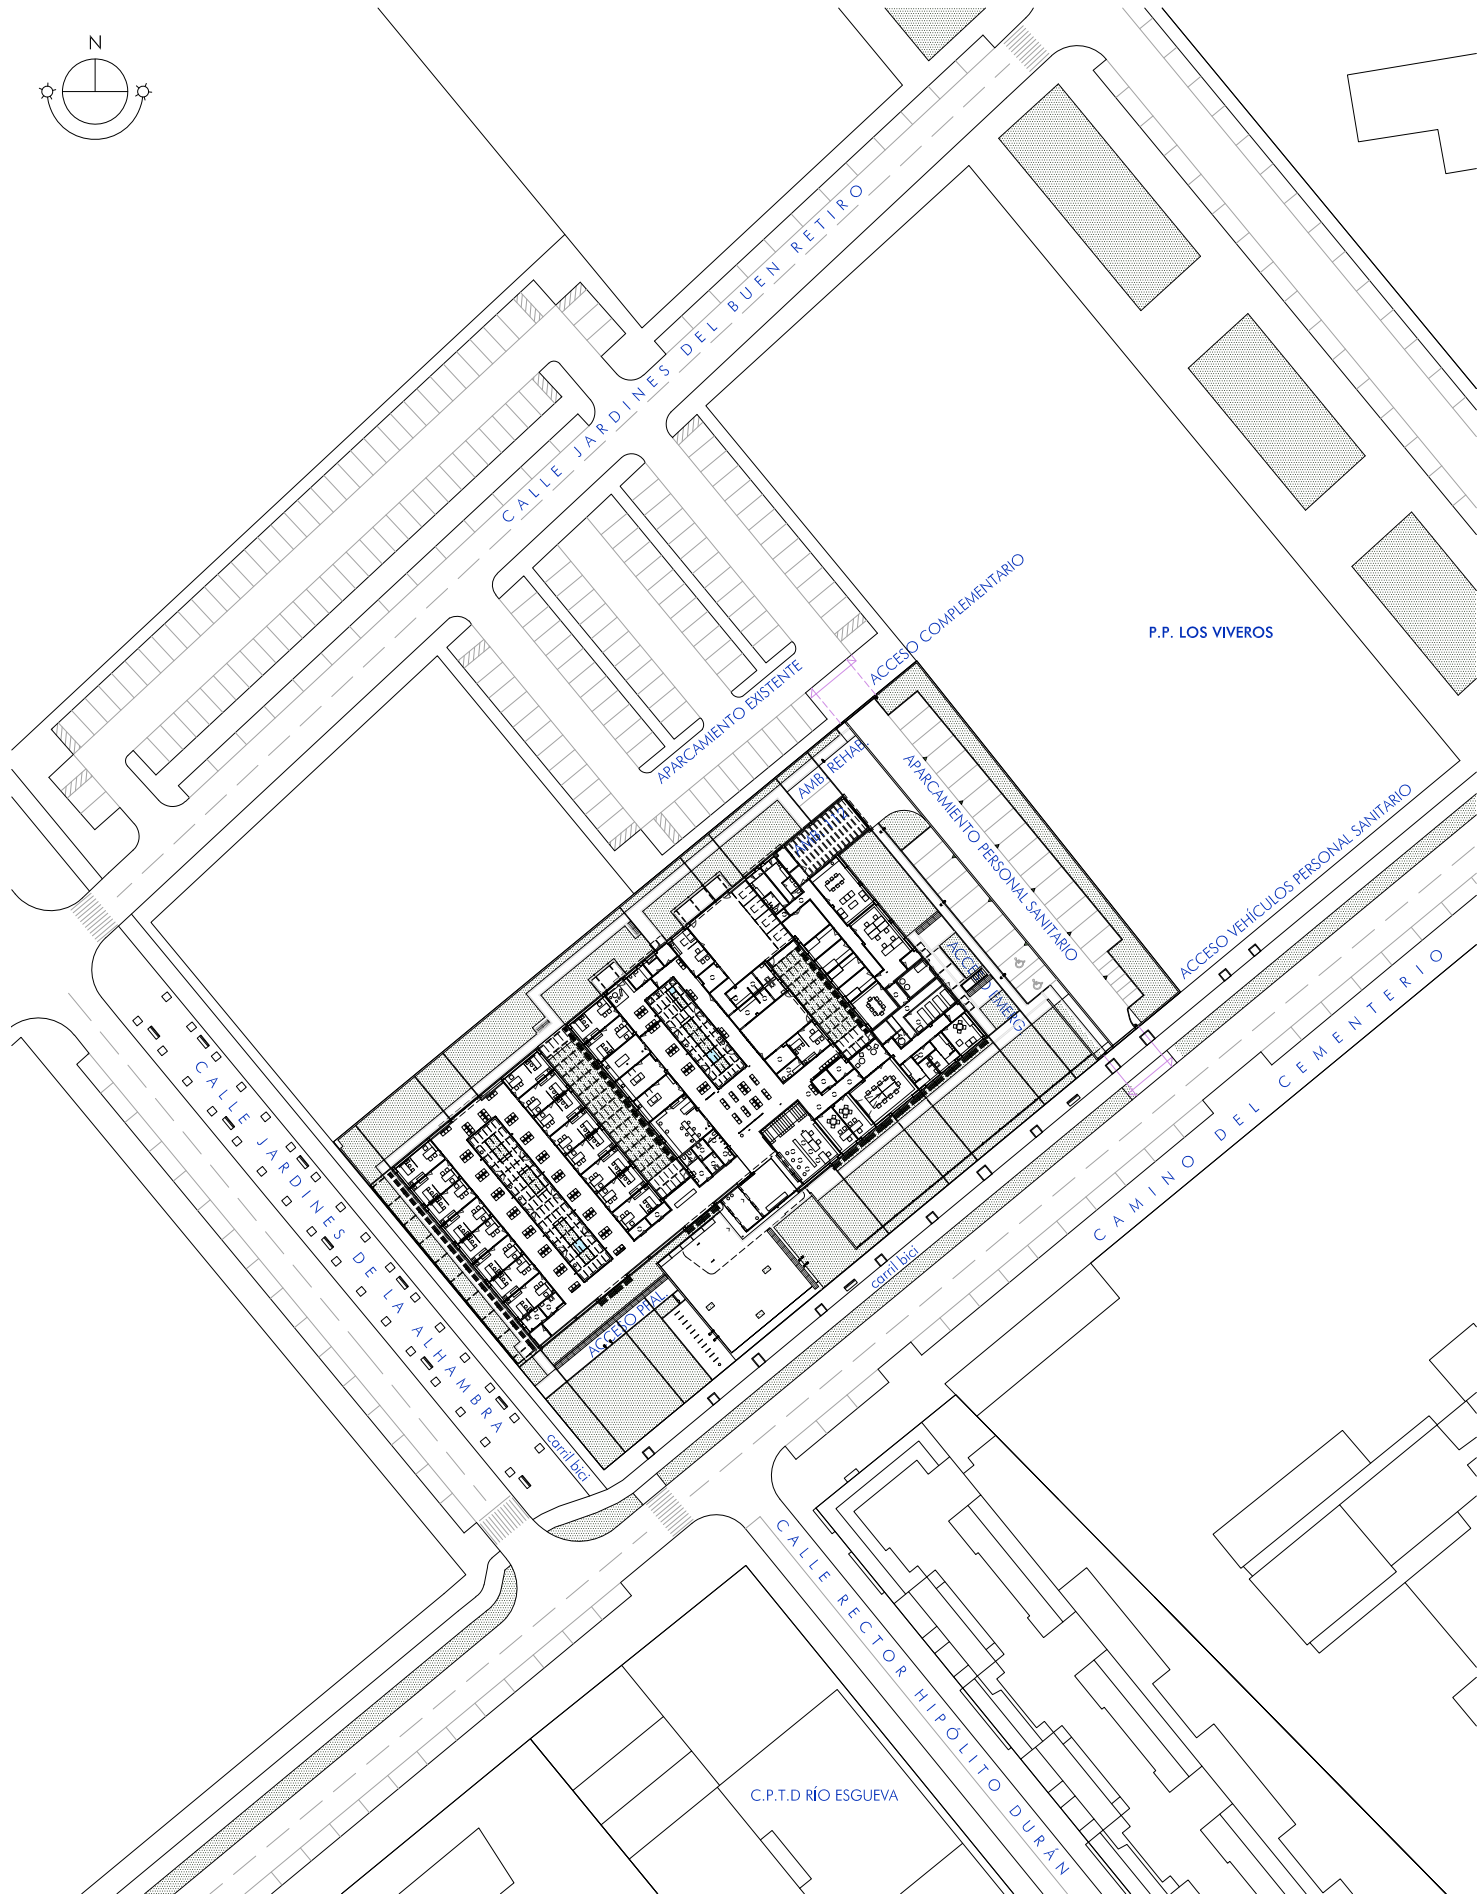 N
CALLE JARDINES DEL BUEN RETIRO
ACCESO COMPLEMENTARIO
P.P. LOS VIVEROS
APARCAMIENTO EXISTENTE
AMB. REHAB.
APARCAMIENTO PERSONAL SANITARIO
ACCESO VEHÍCULOS PERSONAL SANITARIO
ACCESO EMERG.
CAMINO DEL CEMENTERIO
CALLE JARDINES DE LA ALHAMBRA
carril bici
ACCESO PPAL.
carril bici
CALLE RECTOR HIPÓLITO DURÁN
C.P.T.D RÍO ESGUEVA